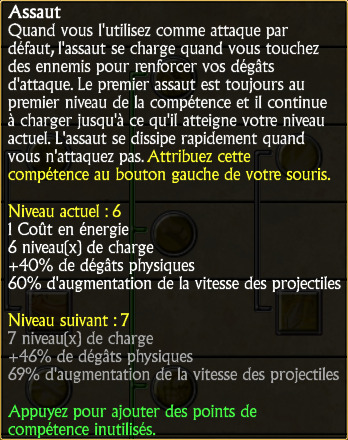 Assaut
Quand vous l'utilisez comme attaque par
défaut, l'assaut se charge quand vous touchez
des ennemis pour renforcer vos dégâts
d'attaque. Le premier assaut est toujours au
premier niveau de la compétence et il continue
à charger jusqu'à ce qu'il atteigne votre niveau
actuel. L'assaut se dissipe rapidement quand
vous n'attaquez pas. Attribuez cette
compétence au bouton gauche de votre souris.
Niveau actuel : 6
1 Coût en énergie
6 niveau(x) de charge
+40% de dégâts physiques
60% d'augmentation de la vitesse des projectiles
Niveau suivant : 7
7 niveau(x) de charge
+46% de dégâts physiques
69% d'augmentation de la vitesse des projectiles
Appuyez pour ajouter des points de
compétence inutilisés.